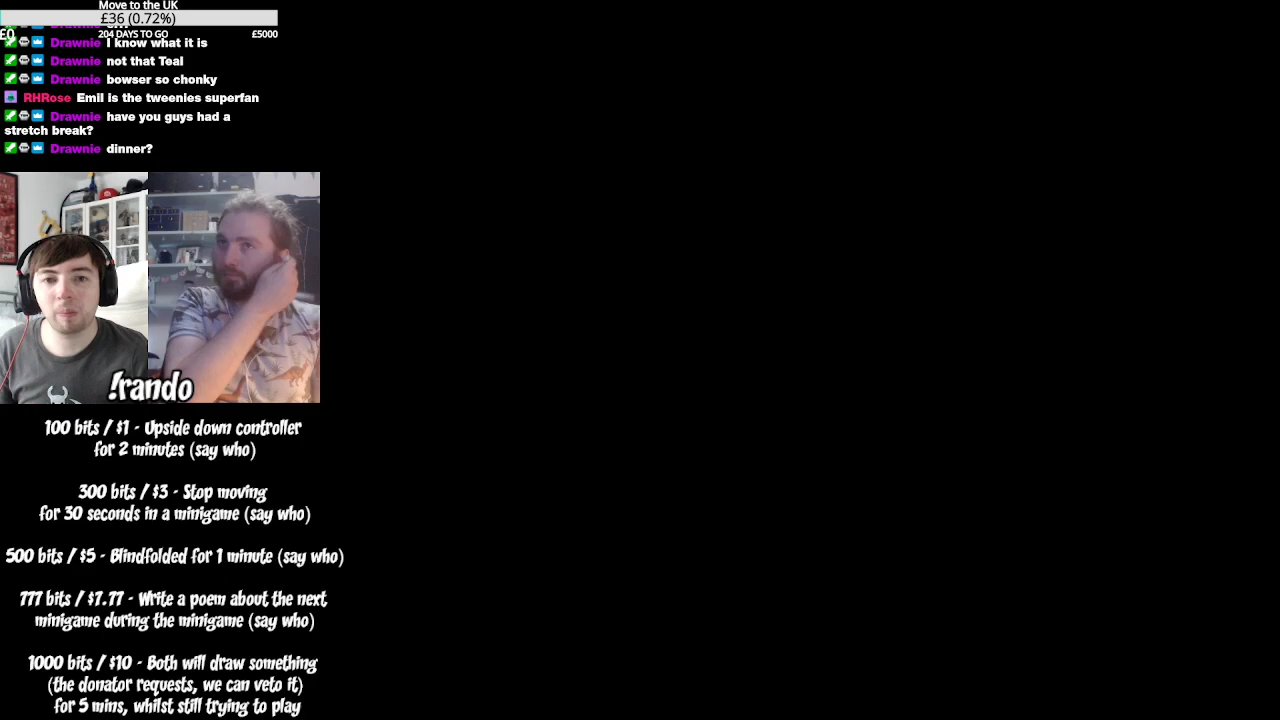 Move to the UK
£36 (0.72%)
£0
204 DAYS TO GO
£5000
Drawnie I know what it is
Drawnie not that Teal
Drawnie bowser so chonky
RHRose Emil is the tweenies superfan
Drawnie have you guys had a
stretch break?
Drawnie dinner?
!rando
100 bits / $1 - Upside down controller
for 2 minutes (say who)
300 bits / $3 - Stop moving
for 30 seconds in a minigame (say who)
500 bits / $5 - Blindfolded for 1 minute (say who)
777 bits / $7.77 - Write a poem about the next
minigame during the minigame (say who)
1000 bits / $10 - Both will draw something
(the donator requests, we can veto it)
for 5 mins, whilst still trying to play